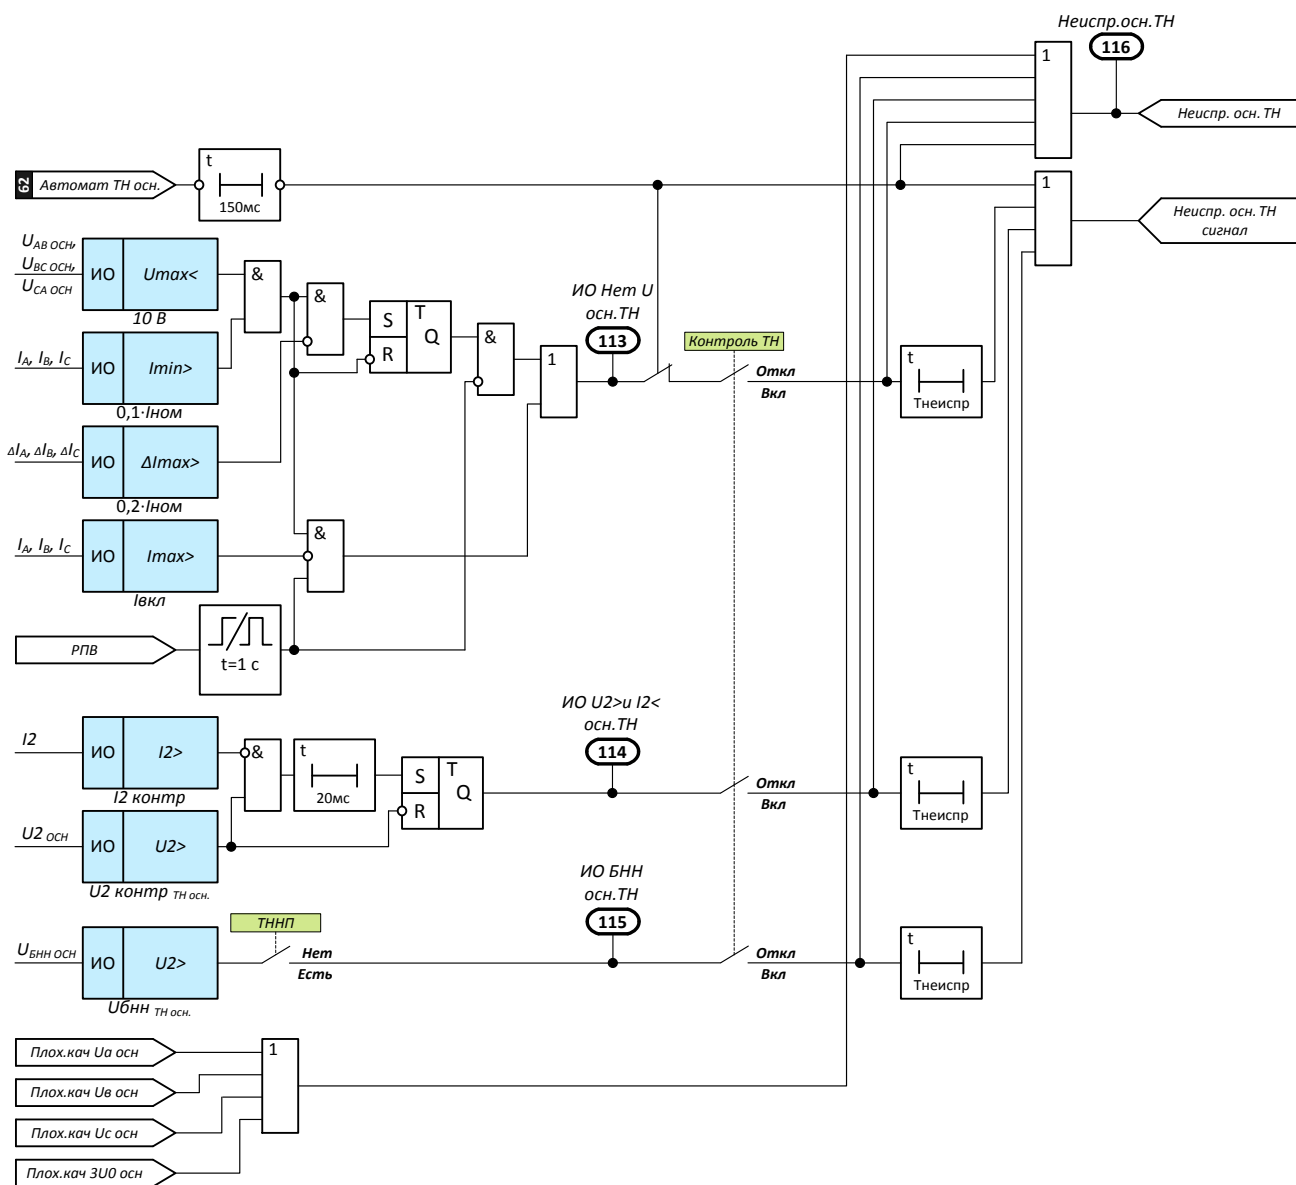 Неиспр.осн.ТН
116
1
Неиспр. осн. ТН
t
62
Автомат ТН осн.
150мс
1
Неиспр. осн. ТН
сигнал
U АВ ОСН,
U ВС ОСН,
U СА ОСН
ИО
Umax<
10 В
&
&
S
T
Q
R
&
1
ИО Нет U
осн.ТН
113
Контроль ТН
Откл
Вкл
t
Тнеиспр
IA, IB, IC
ИО
Imin>
0,1·Iном
ΔIA, ΔIB, ΔIC
ИО
ΔImax>
0,2·Iном
IA, IB, IC
ИО
Imax>
Iвкл
&
РПВ
t=1 с
I2
ИО
I2>
I2 контр
&
t
20мс
S
T
Q
R
ИО U2>и I2<
осн.ТН
114
Откл
Вкл
t
Тнеиспр
U2 ОСН
ИО
U2>
U2 контр ТН осн.
ИО БНН
осн.ТН
115
UБНН ОСН
ИО
U2>
Uбнн ТН осн.
ТННП
Нет
Есть
Откл
Вкл
t
Тнеиспр
Плох.кач Uа осн
1
Плох.кач Uв осн
Плох.кач Uс осн
Плох.кач 3U0 осн